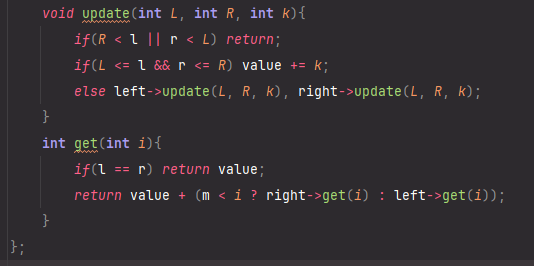 void update(int L, int R, int k){
if(R < l || r < L) return;
if(L <= l && r <= R) value += k;
else left->update(L, R, k), right->update(L, R, k);
}
int get(int i){
if(l == r) return value;
return value + (m < i ? right->get(i) : left->get(i));
}
};